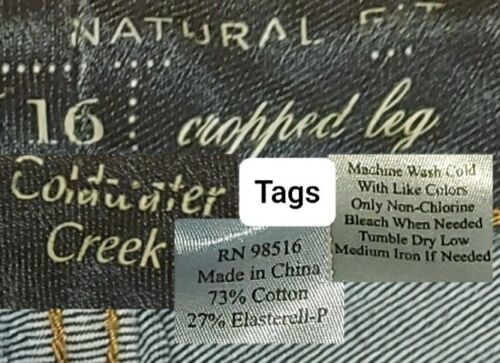 NATURAL FIT
16 cropped leg
Coldwater
Creek
Tags
Machine Wash Cold
With Like Colors
Only Non-Chlorine
Bleach When Needed
Tumble Dry Low
Medium Iron If Needed
RN 98516
Made in China
73% Cotton
27% Elasterell-P